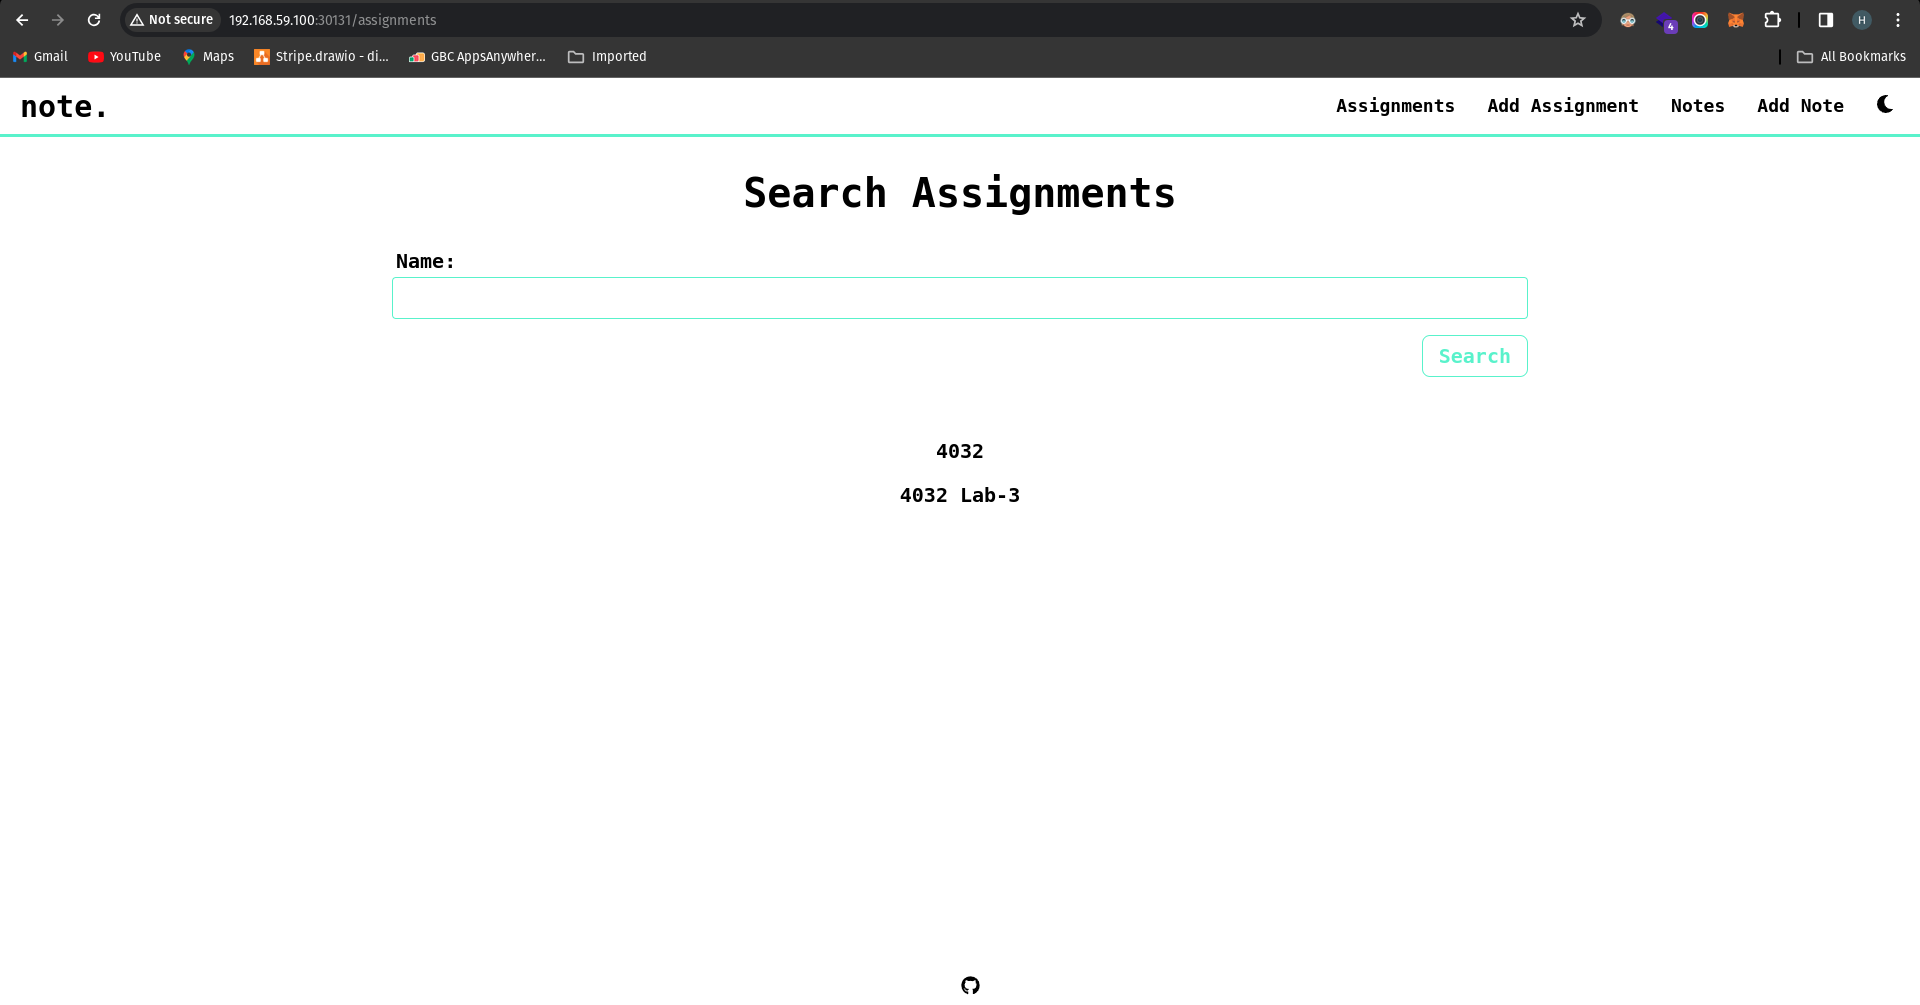 Not secure 192.168.59.100:30131/assignments 4 H
Gmail YouTube Maps Stripe.drawio - di... GBC AppsAnywher... Imported All Bookmarks
note. Assignments Add Assignment Notes Add Note
Search Assignments
Name:
Search
4032
4032 Lab-3